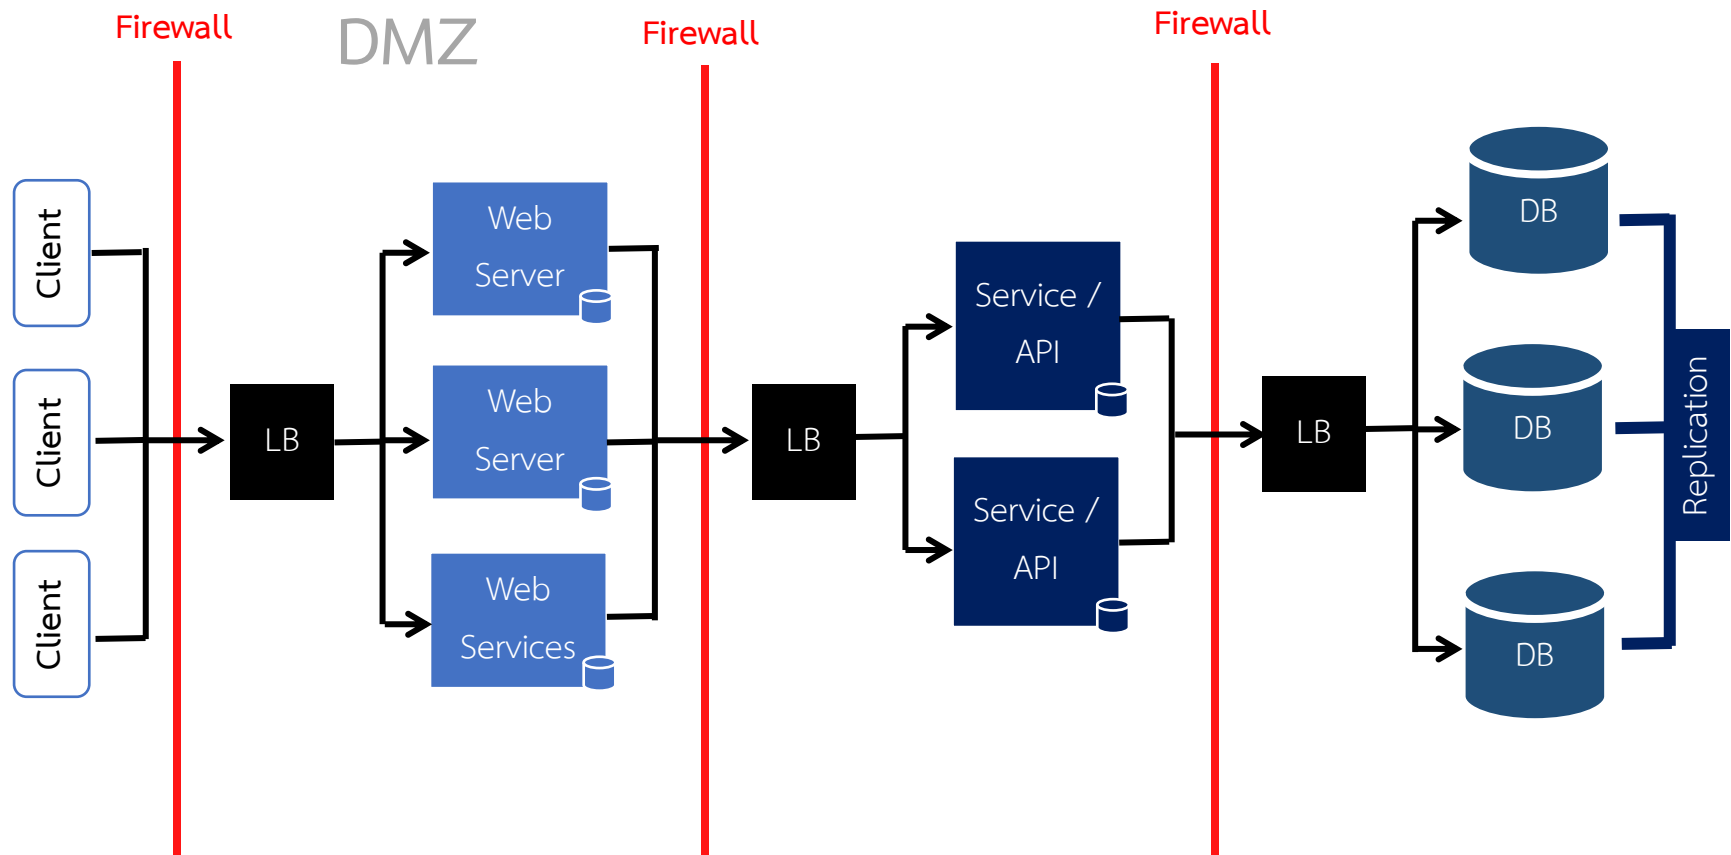 Firewall
DMZ
Firewall
Firewall
Client
Client
Client
LB
Web
Server
Web
Server
Web
Services
LB
Service /
API
Service /
API
LB
DB
DB
DB
Replication